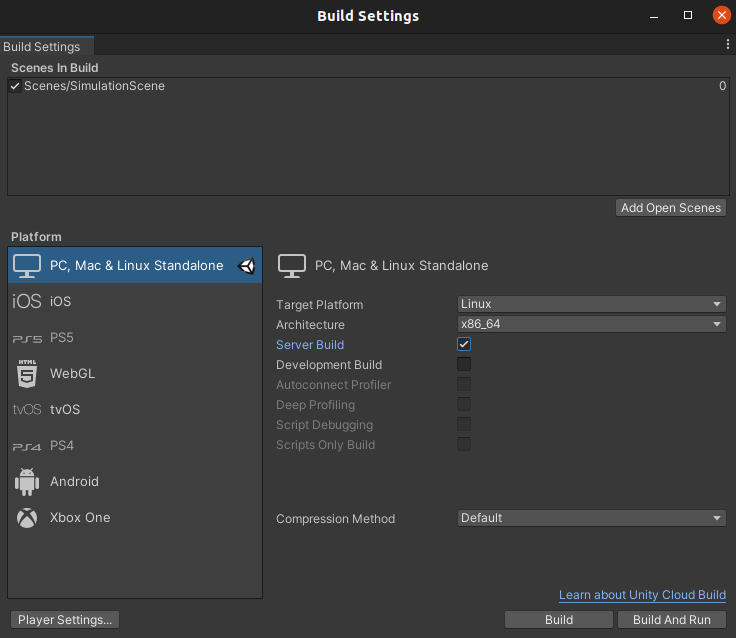 Build Settings
Build Settings
Scenes In Build
Scenes/SimulationScene 0
Add Open Scenes
Platform
PC, Mac & Linux Standalone
iOS iOS
PS5 PS5
HTML 5 WebGL
tvOS tvOS
PS4 PS4
Android
Xbox One
PC, Mac & Linux Standalone
Target Platform Linux
Architecture x86_64
Server Build
Development Build
Autoconnect Profiler
Deep Profiling
Script Debugging
Scripts Only Build
Compression Method Default
Learn about Unity Cloud Build
Player Settings... Build Build And Run